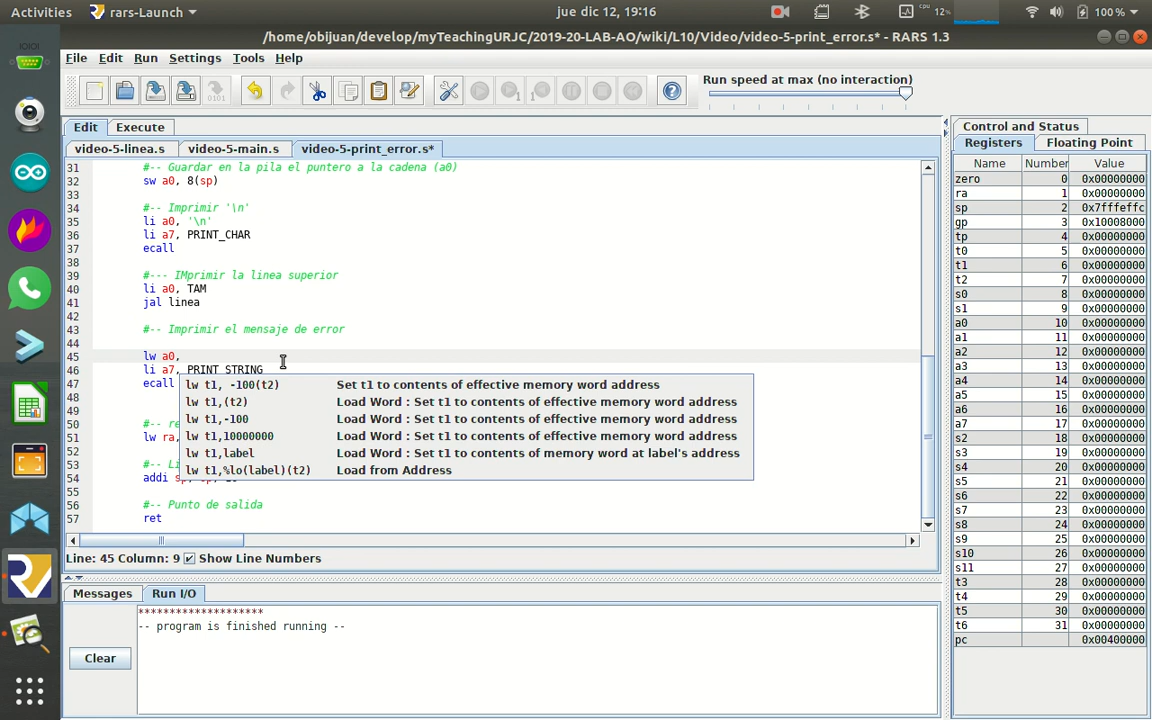 Activities rars-Launch jue dic 12, 19:16 cpu 12% 100%
/home/obijuan/develop/myTeachingURJC/2019-20-LAB-AO/wiki/L10/Video/video-5-print_error.s* - RARS 1.3
File Edit Run Settings Tools Help
Run speed at max (no interaction)
Edit Execute
video-5-linea.s video-5-main.s video-5-print_error.s*
31 #-- Guardar en la pila el puntero a la cadena (a0)
32 sw a0, 8(sp)
33
34 #-- Imprimir '\n'
35 li a0, '\n'
36 li a7, PRINT_CHAR
37 ecall
38
39 #--- IMprimir la linea superior
40 li a0, TAM
41 jal linea
42
43 #-- Imprimir el mensaje de error
44
45 lw a0,
46 li a7, PRINT_STRING
47 ecall
48
49
50 #-- re
51 lw ra,
52
53 #-- Li
54 addi
55
56 #-- Punto de salida
57 ret
lw t1, -100(t2) Set t1 to contents of effective memory word address
lw t1,(t2) Load Word : Set t1 to contents of effective memory word address
lw t1,-100 Load Word : Set t1 to contents of effective memory word address
lw t1,10000000 Load Word : Set t1 to contents of effective memory word address
lw t1,label Load Word : Set t1 to contents of memory word at label's address
lw t1,%lo(label)(t2) Load from Address
Line: 45 Column: 9 Show Line Numbers
Messages Run I/O
********************
-- program is finished running --
Clear
Control and Status
Registers Floating Point
Name Number Value
zero 0 0x00000000
ra 1 0x00000000
sp 2 0x7fffeffc
gp 3 0x10008000
tp 4 0x00000000
t0 5 0x00000000
t1 6 0x00000000
t2 7 0x00000000
s0 8 0x00000000
s1 9 0x00000000
a0 10 0x00000000
a1 11 0x00000000
a2 12 0x00000000
a3 13 0x00000000
a4 14 0x00000000
a5 15 0x00000000
a6 16 0x00000000
a7 17 0x00000000
s2 18 0x00000000
s3 19 0x00000000
s4 20 0x00000000
s5 21 0x00000000
s6 22 0x00000000
s7 23 0x00000000
s8 24 0x00000000
s9 25 0x00000000
s10 26 0x00000000
s11 27 0x00000000
t3 28 0x00000000
t4 29 0x00000000
t5 30 0x00000000
t6 31 0x00000000
pc 0x00400000